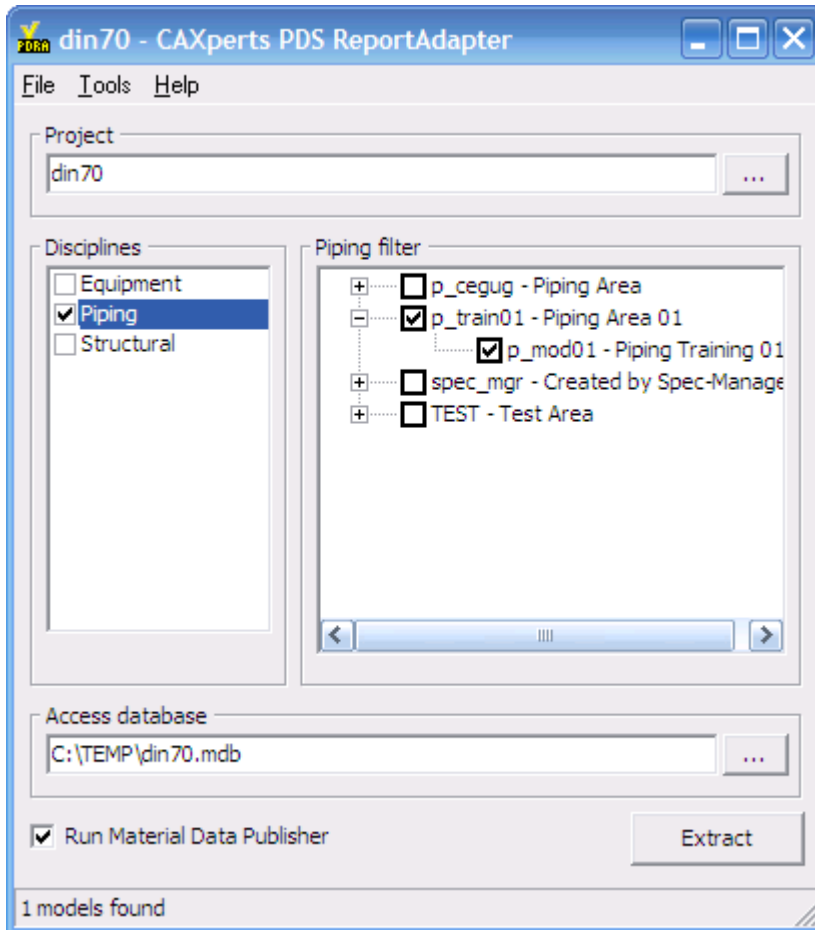 PDRA din70 - CAXperts PDS ReportAdapter
File Tools Help
Project
din70
...
Disciplines
Equipment
Piping
Structural
Piping filter
p_cegug - Piping Area
p_train01 - Piping Area 01
p_mod01 - Piping Training 01
spec_mgr - Created by Spec-Manage
TEST - Test Area
Access database
C:\TEMP\din70.mdb
...
Run Material Data Publisher
Extract
1 models found